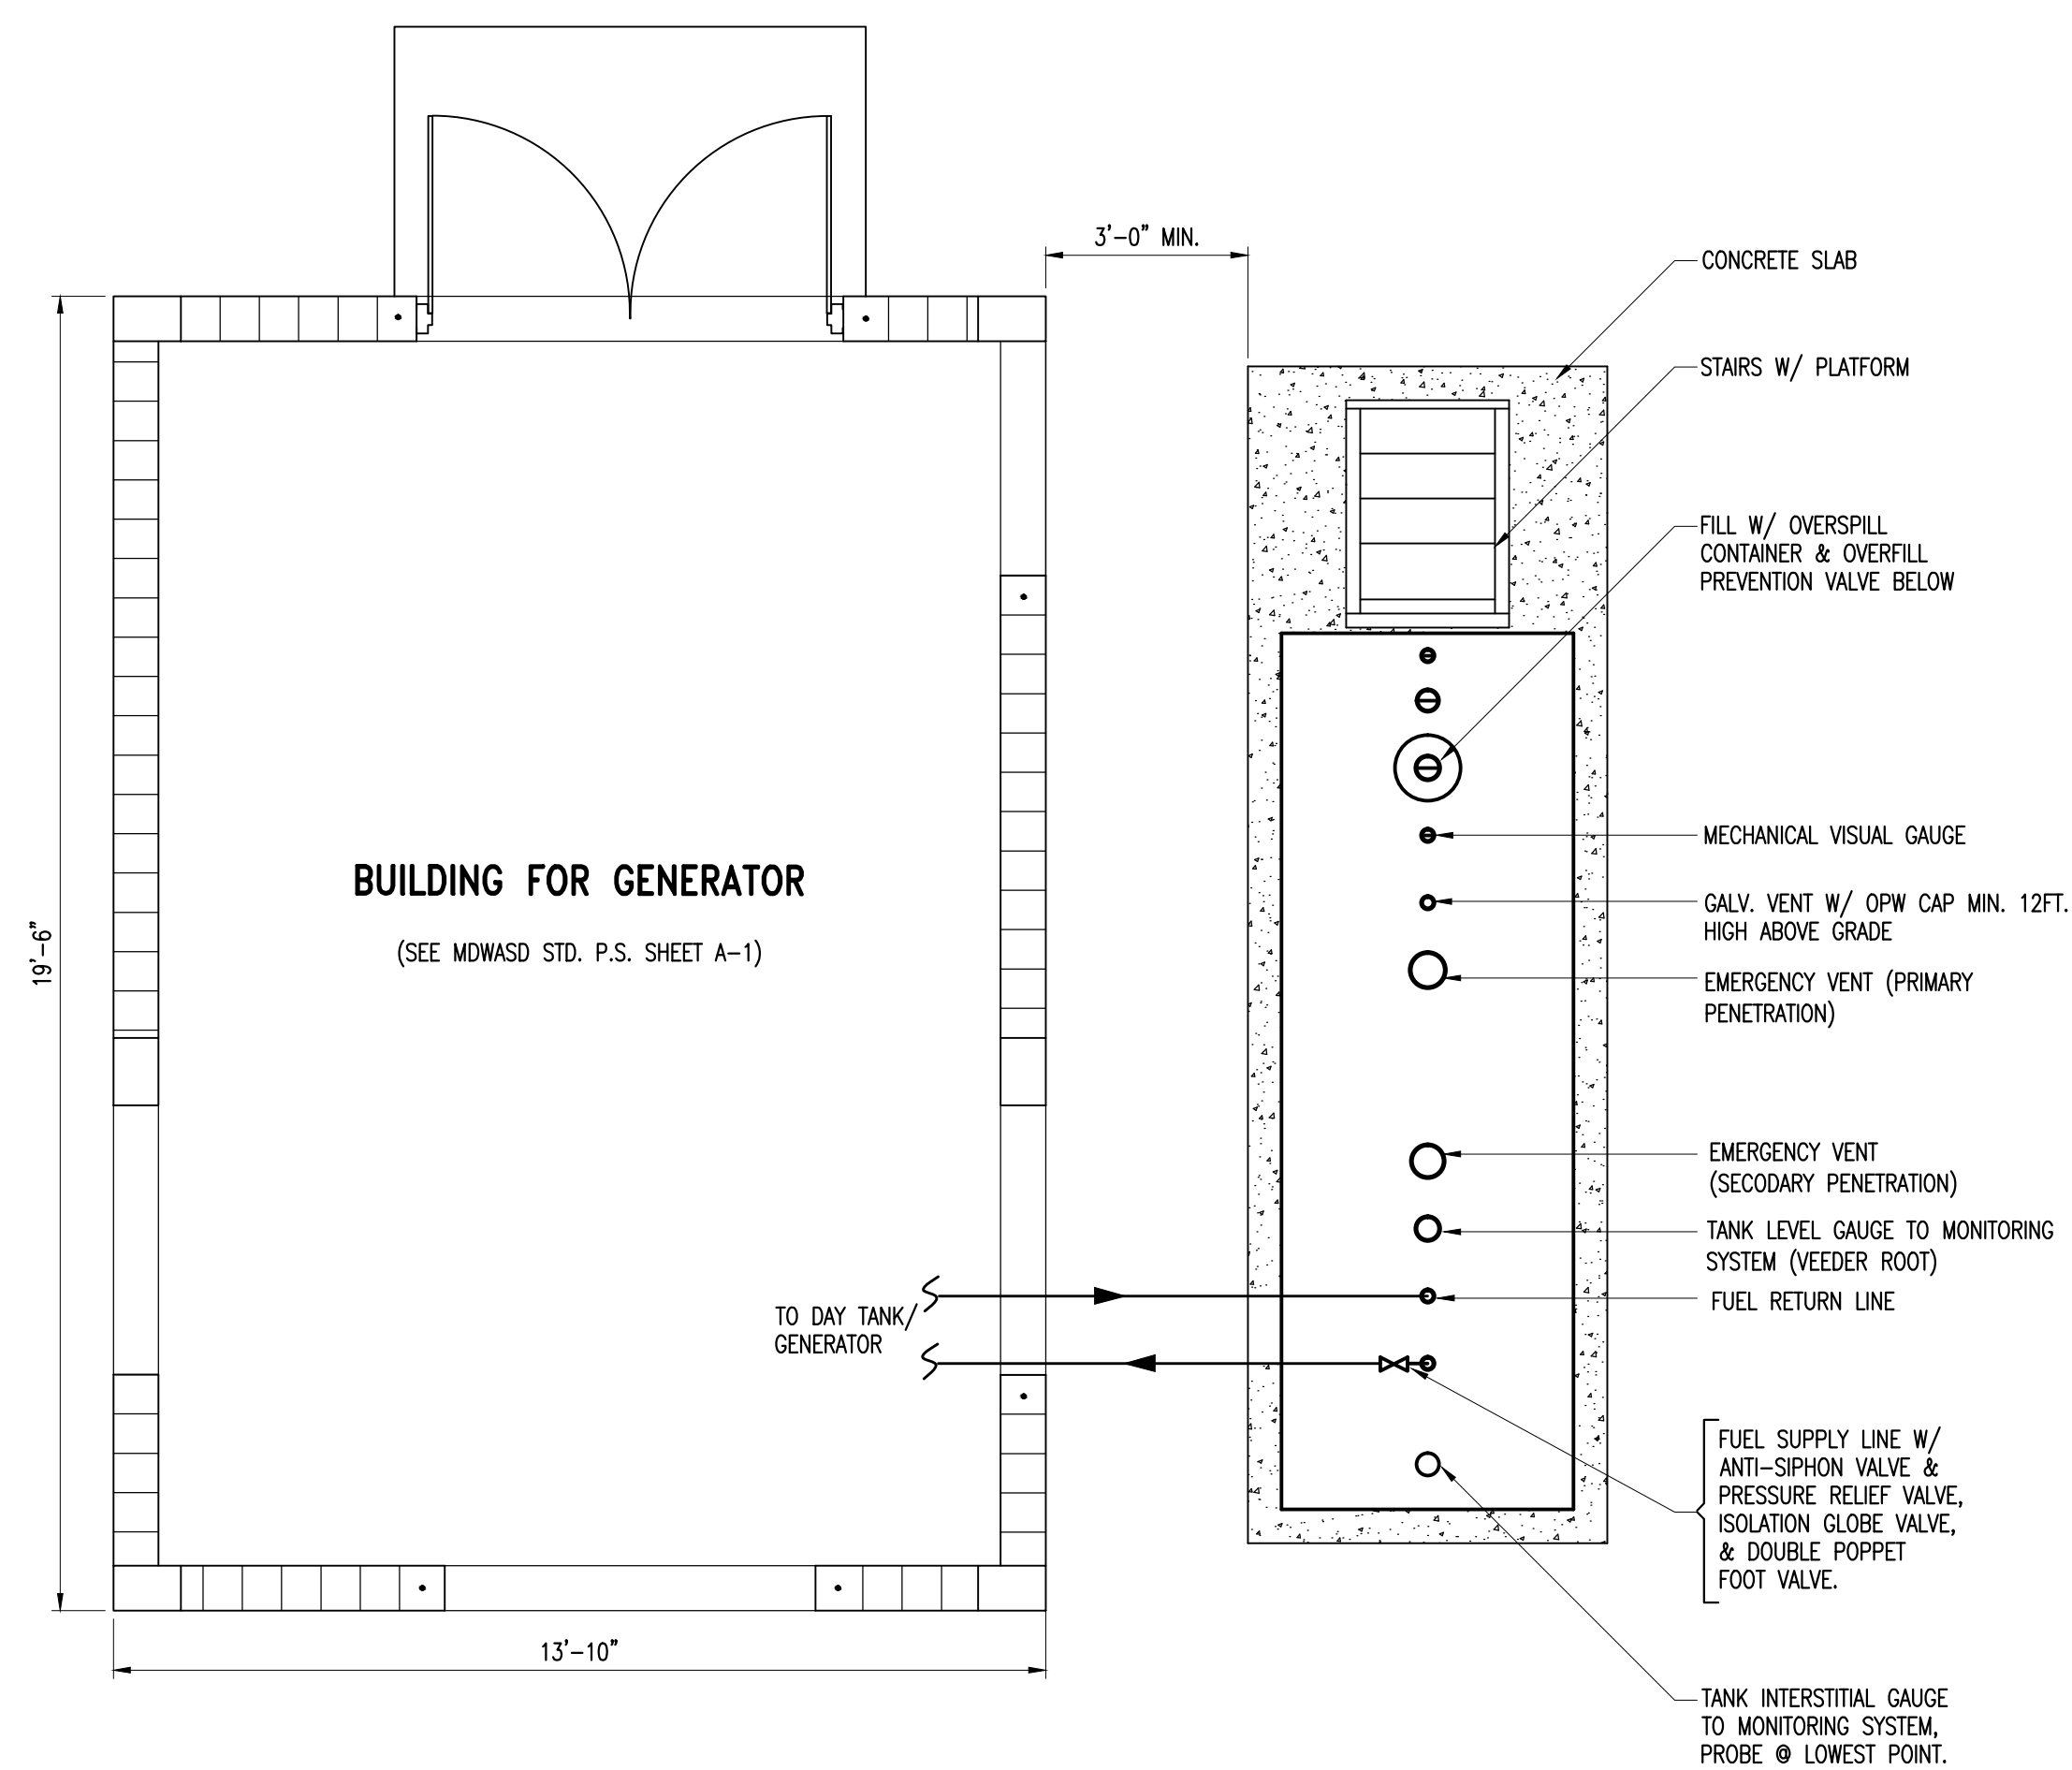 3'-0" MIN.
CONCRETE SLAB
STAIRS W/ PLATFORM
FILL W/ OVERSPILL
CONTAINER & OVERFILL
PREVENTION VALVE BELOW
MECHANICAL VISUAL GAUGE
BUILDING FOR GENERATOR
(SEE MDWASD STD. P.S. SHEET A-1)
19'-6"
GALV. VENT W/ OPW CAP MIN. 12FT.
HIGH ABOVE GRADE
EMERGENCY VENT (PRIMARY
PENETRATION)
EMERGENCY VENT
(SECODARY PENETRATION)
TANK LEVEL GAUGE TO MONITORING
SYSTEM (VEEDER ROOT)
FUEL RETURN LINE
TO DAY TANK/
GENERATOR
FUEL SUPPLY LINE W/
ANTI-SIPHON VALVE &
PRESSURE RELIEF VALVE,
ISOLATION GLOBE VALVE,
& DOUBLE POPPET
FOOT VALVE.
13'-10"
TANK INTERSTITIAL GAUGE
TO MONITORING SYSTEM,
PROBE @ LOWEST POINT.